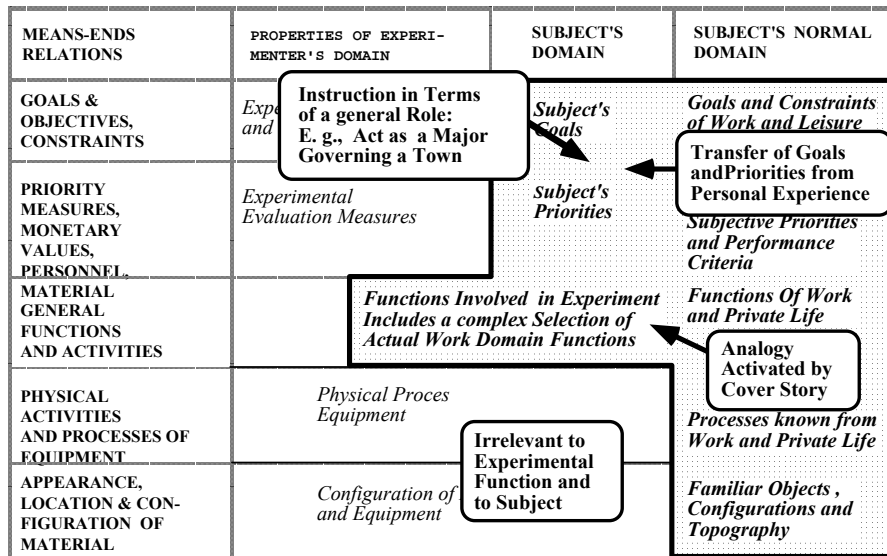 MEANS-ENDS
RELATIONS
PROPERTIES OF EXPERI-
MENTER'S DOMAIN
SUBJECT'S
DOMAIN
SUBJECT'S NORMAL
DOMAIN
GOALS &
OBJECTIVES,
CONSTRAINTS
and
Instruction in Terms
of a general Role:
E. g., Act as a Major
Governing a Town
Subject's
Goals
Goals and Constraints
of Work and Leisure
Transfer of Goals
andPriorities from
Personal Experience
PRIORITY
MEASURES,
MONETARY
VALUES,
PERSONNEL,
MATERIAL
Experimental
Evaluation Measures
Subject's
Priorities
Subjective Priorities
and Performance
Criteria
GENERAL
FUNCTIONS
AND ACTIVITIES
Functions Involved in Experiment
Includes a complex Selection of
Actual Work Domain Functions
Functions Of Work
and Private Life
Analogy
Activated by
Cover Story
PHYSICAL
ACTIVITIES
AND PROCESSES OF
EQUIPMENT
Physical Proces
Equipment
Irrelevant to
Experimental
Function and
to Subject
Processes known from
Work and Private Life
APPEARANCE,
LOCATION & CON-
FIGURATION OF
MATERIAL
Configuration of
and Equipment
Familiar Objects ,
Configurations and
Topography